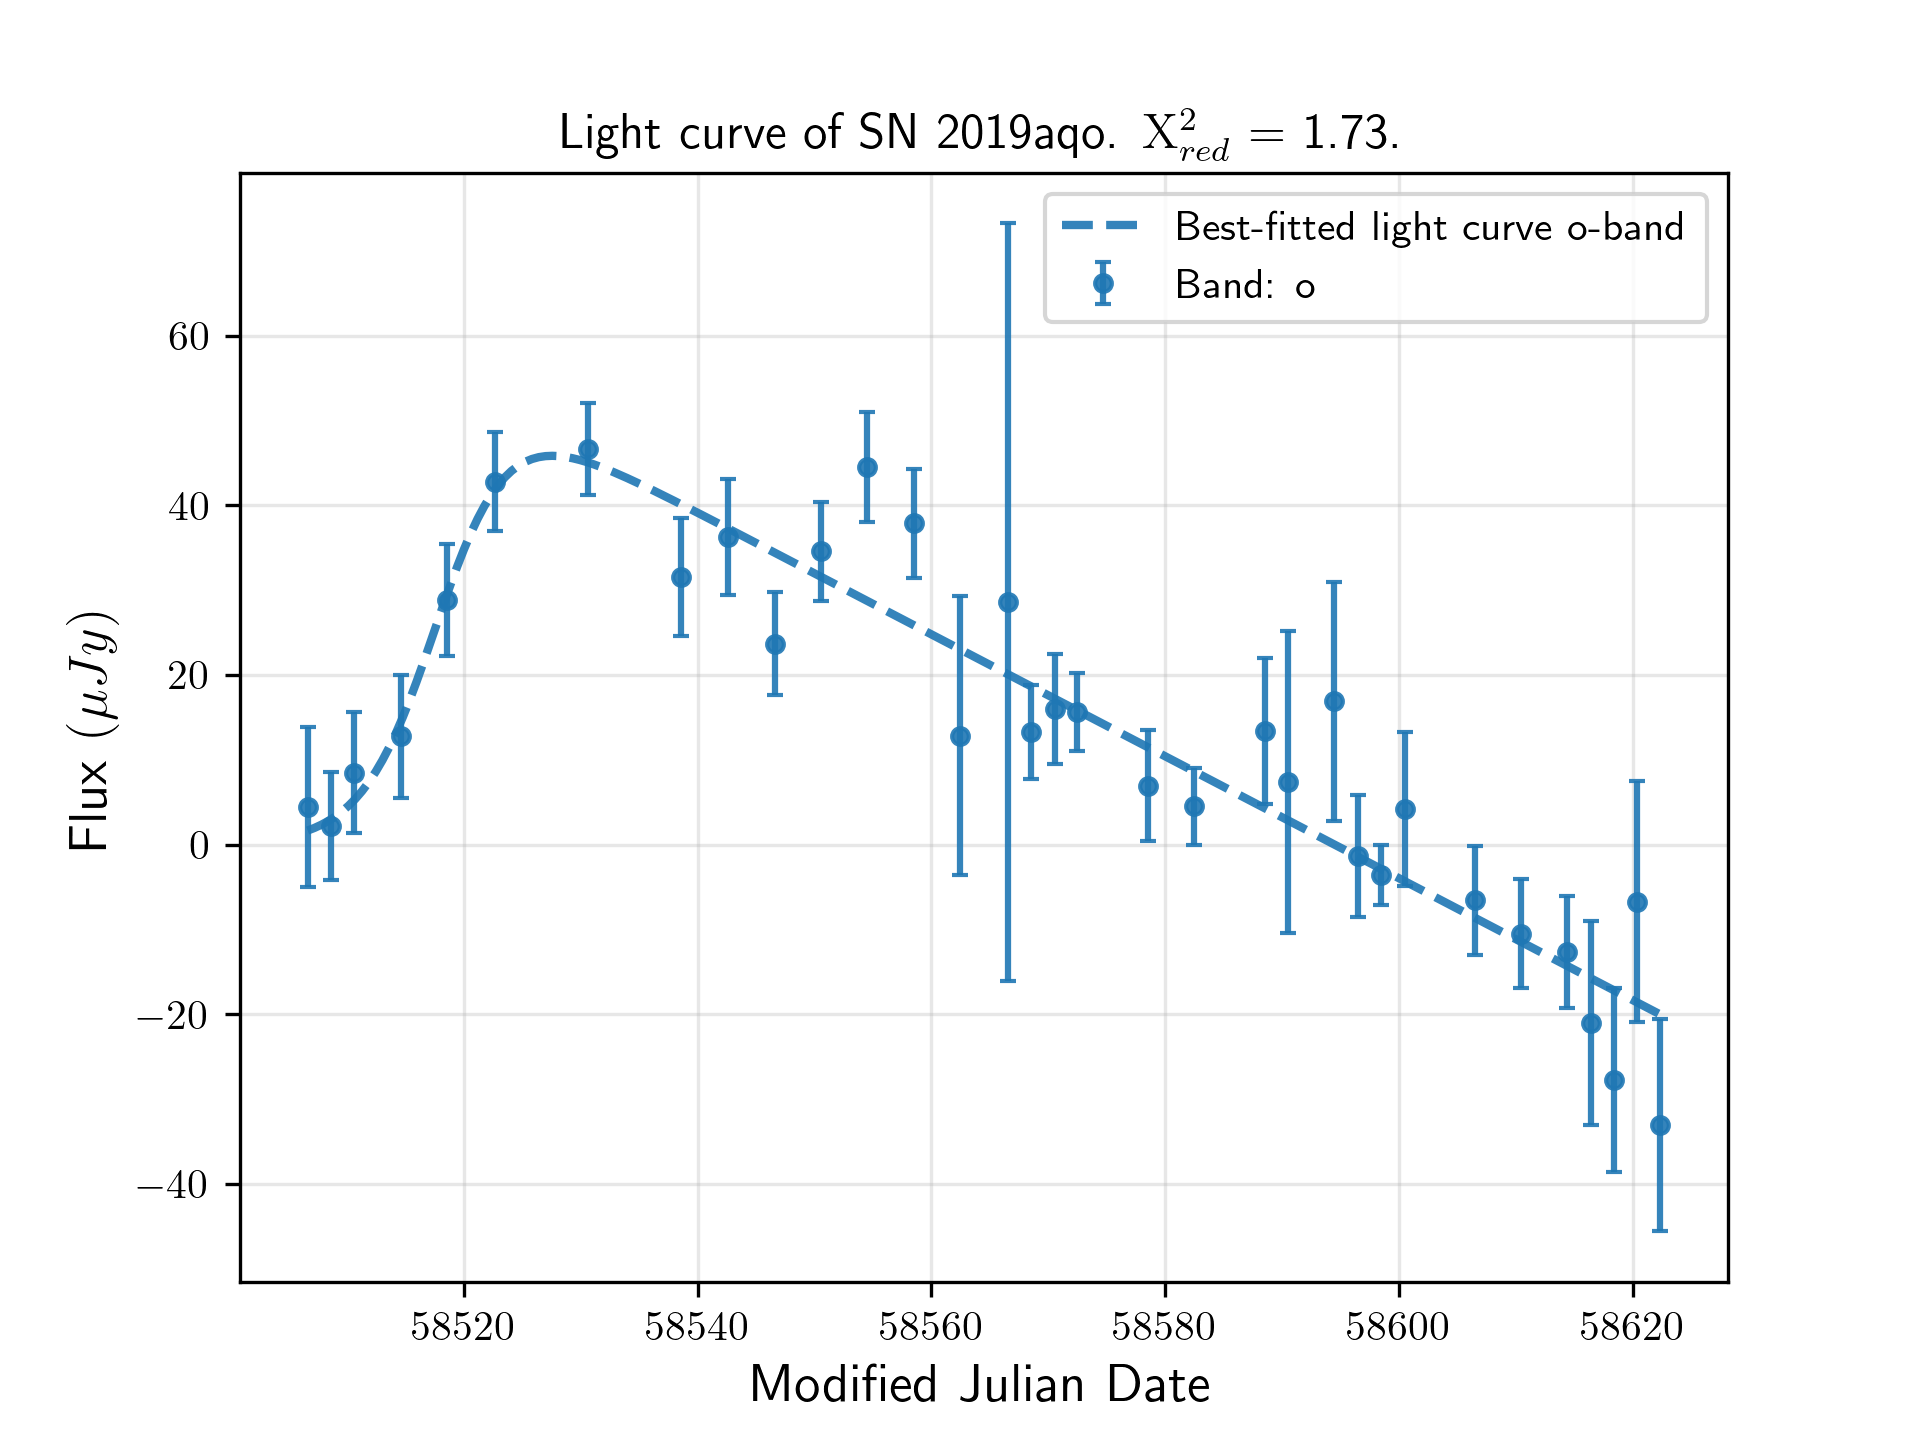 Light curve of SN 2019aqo. X²_red = 1.73.
Best-fitted light curve o-band
Band: o
Flux (μJy)
60
40
20
0
−20
−40
58520 58540 58560 58580 58600 58620
Modified Julian Date